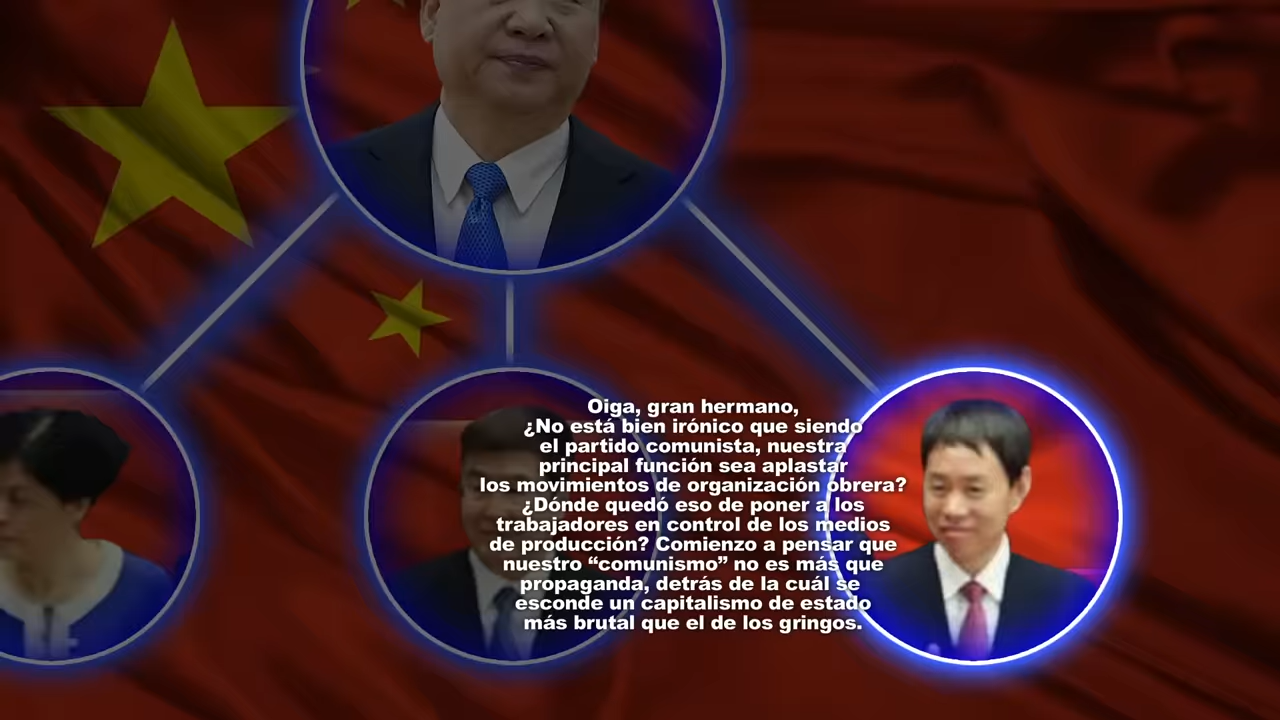 Oiga, gran hermano,
¿No está bien irónico que siendo
el partido comunista, nuestra
principal función sea aplastar
los movimientos de organización obrera?
¿Dónde quedó eso de poner a los
trabajadores en control de los medios
de producción? Comienzo a pensar que
nuestro “comunismo” no es más que
propaganda, detrás de la cuál se
esconde un capitalismo de estado
más brutal que el de los gringos.